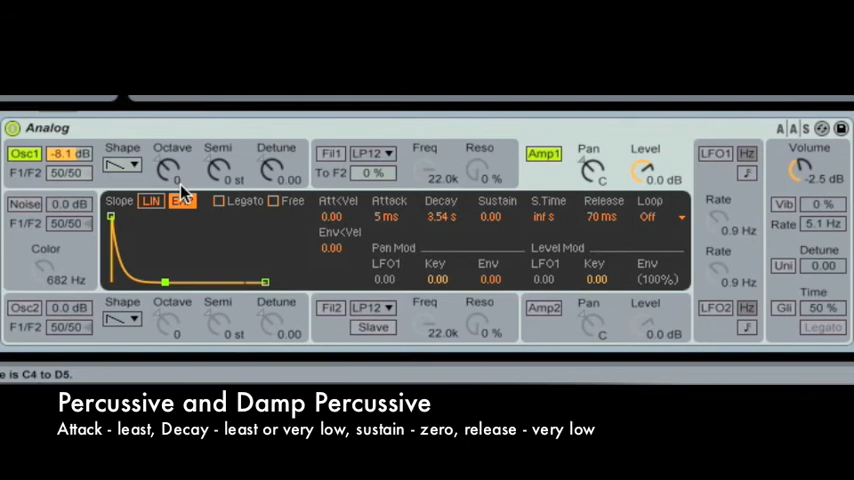 Analog
A|A|S
Osc1 -8.1 dB Shape Octave Semi Detune Fil1 LP12 Freq Reso Amp1 Pan Level LFO1 Hz Volume
F1/F2 50/50 0 0 st 0.00 To F2 0 % 22.0k 0 % C 0.0 dB -2.5 dB
Noise 0.0 dB Slope LIN Legato Free Att<Vel Attack Decay Sustain S.Time Release Loop Rate Vib 0 %
F1/F2 50/50 0.00 5 ms 3.54 s 0.00 inf s 70 ms Off 0.9 Hz Rate 5.1 Hz
Color Env<Vel Pan Mod Level Mod Rate Detune
682 Hz 0.00 LFO1 Key Env LFO1 Key Env 0.9 Hz Uni 0.00
0.00 0.00 0.00 0.00 0.00 (100%)
Osc2 0.0 dB Shape Octave Semi Detune Fil2 LP12 Freq Reso Amp2 Pan Level LFO2 Hz Time
Gli 50 %
F1/F2 50/50 0 0 st 0.00 Slave 22.0k 0 % C 0.0 dB Legato
e is C4 to D5.
Percussive and Damp Percussive
Attack - least, Decay - least or very low, sustain - zero, release - very low